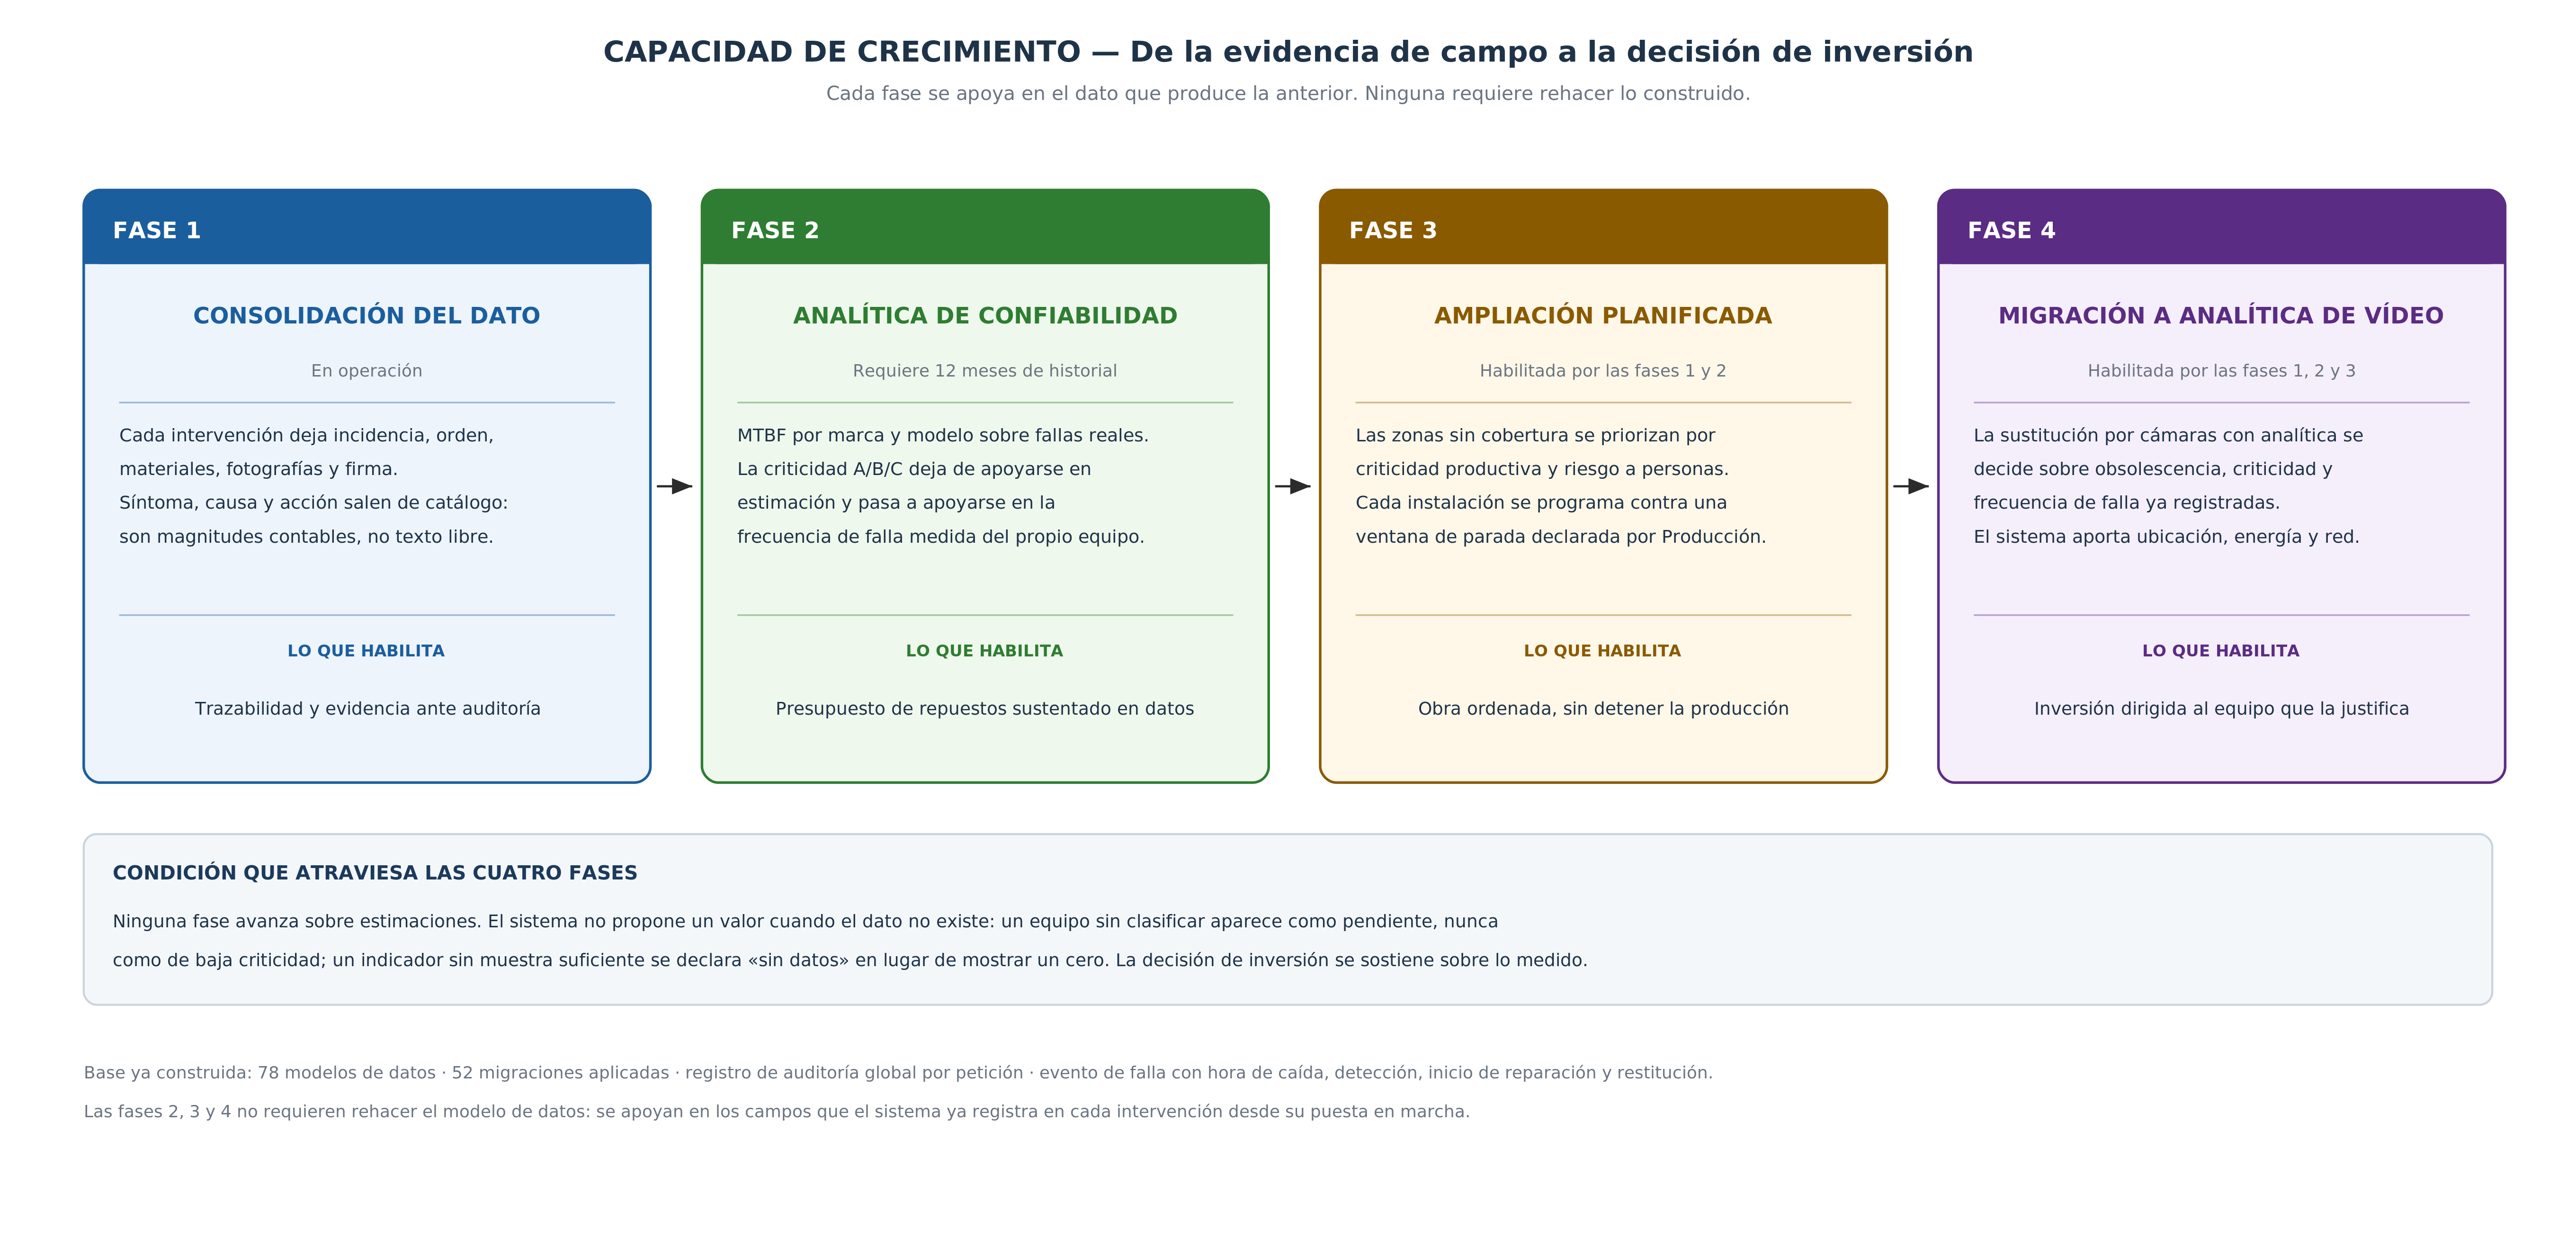 CAPACIDAD DE CRECIMIENTO — De la evidencia de campo a la decisión de inversión
Cada fase se apoya en el dato que produce la anterior. Ninguna requiere rehacer lo construido.
FASE 1
CONSOLIDACIÓN DEL DATO
En operación
Cada intervención deja incidencia, orden,
materiales, fotografías y firma.
Síntoma, causa y acción salen de catálogo:
son magnitudes contables, no texto libre.
LO QUE HABILITA
Trazabilidad y evidencia ante auditoría
FASE 2
ANALÍTICA DE CONFIABILIDAD
Requiere 12 meses de historial
MTBF por marca y modelo sobre fallas reales.
La criticidad A/B/C deja de apoyarse en
estimación y pasa a apoyarse en la
frecuencia de falla medida del propio equipo.
LO QUE HABILITA
Presupuesto de repuestos sustentado en datos
FASE 3
AMPLIACIÓN PLANIFICADA
Habilitada por las fases 1 y 2
Las zonas sin cobertura se priorizan por
criticidad productiva y riesgo a personas.
Cada instalación se programa contra una
ventana de parada declarada por Producción.
LO QUE HABILITA
Obra ordenada, sin detener la producción
FASE 4
MIGRACIÓN A ANALÍTICA DE VÍDEO
Habilitada por las fases 1, 2 y 3
La sustitución por cámaras con analítica se
decide sobre obsolescencia, criticidad y
frecuencia de falla ya registradas.
El sistema aporta ubicación, energía y red.
LO QUE HABILITA
Inversión dirigida al equipo que la justifica
CONDICIÓN QUE ATRAVIESA LAS CUATRO FASES
Ninguna fase avanza sobre estimaciones. El sistema no propone un valor cuando el dato no existe: un equipo sin clasificar aparece como pendiente, nunca
como de baja criticidad; un indicador sin muestra suficiente se declara «sin datos» en lugar de mostrar un cero. La decisión de inversión se sostiene sobre lo medido.
Base ya construida: 78 modelos de datos · 52 migraciones aplicadas · registro de auditoría global por petición · evento de falla con hora de caída, detección, inicio de reparación y restitución.
Las fases 2, 3 y 4 no requieren rehacer el modelo de datos: se apoyan en los campos que el sistema ya registra en cada intervención desde su puesta en marcha.